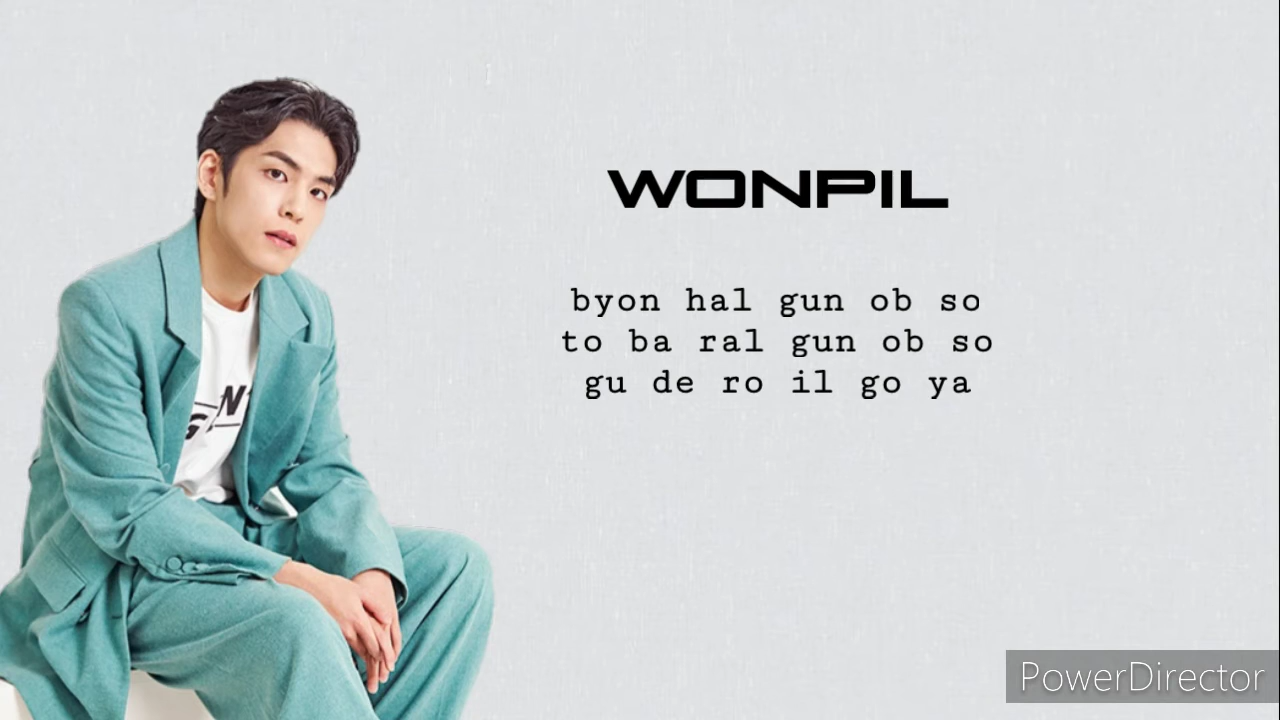 WONPIL
byon hal gun ob so
to ba ral gun ob so
gu de ro il go ya
PowerDirector